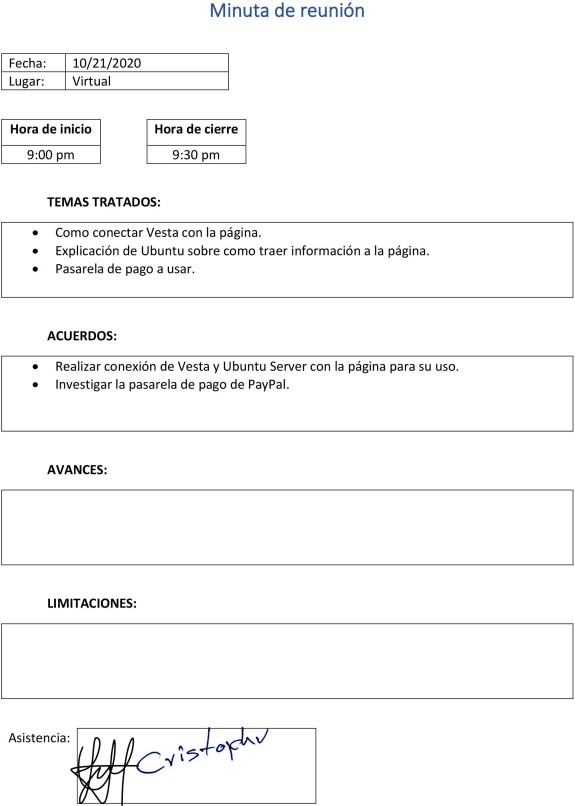 Minuta de reunión
Fecha: 10/21/2020
Lugar: Virtual
Hora de inicio Hora de cierre
9:00 pm 9:30 pm
TEMAS TRATADOS:
• Como conectar Vesta con la página.
• Explicación de Ubuntu sobre como traer información a la página.
• Pasarela de pago a usar.
ACUERDOS:
• Realizar conexión de Vesta y Ubuntu Server con la página para su uso.
• Investigar la pasarela de pago de PayPal.
AVANCES:
LIMITACIONES:
Asistencia: